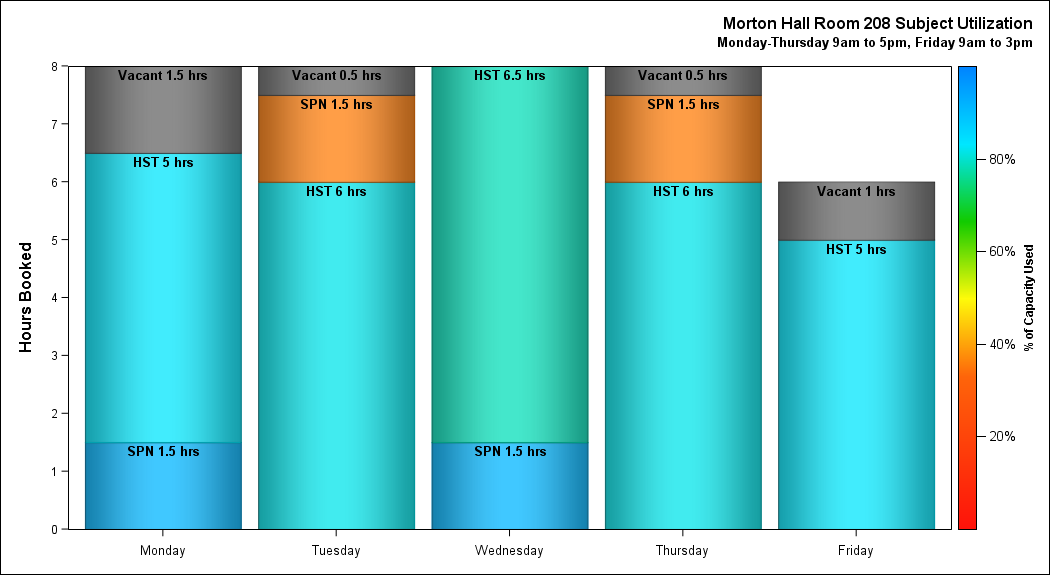 Morton Hall Room 208 Subject Utilization
Monday-Thursday 9am to 5pm, Friday 9am to 3pm
Hours Booked
8
7
6
5
4
3
2
1
0
Vacant 1.5 hrs
HST 5 hrs
SPN 1.5 hrs
Vacant 0.5 hrs
SPN 1.5 hrs
HST 6 hrs
HST 6.5 hrs
SPN 1.5 hrs
Vacant 0.5 hrs
SPN 1.5 hrs
HST 6 hrs
Vacant 1 hrs
HST 5 hrs
Monday
Tuesday
Wednesday
Thursday
Friday
80%
60%
40%
20%
% of Capacity Used